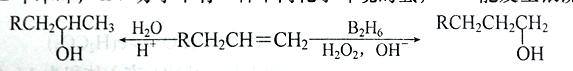 RCH₂CHCH₃
OH
H₂O
H⁺
RCH₂CH=CH₂
B₂H₆
H₂O₂, OH⁻
RCH₂CH₂CH₂
OH